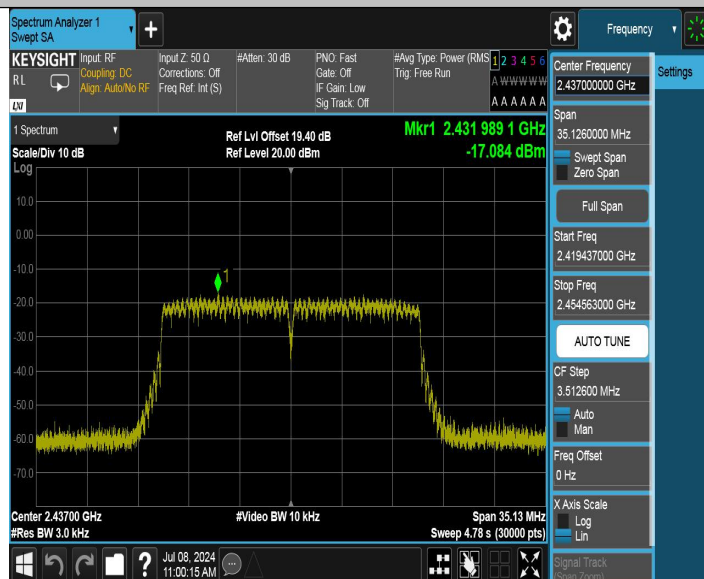 Spectrum Analyzer 1
Swept SA
+
Frequency
KEYSIGHT
RL
LXI
Input: RF
Coupling: DC
Align: Auto/No RF
Input Z: 50 Ω
Corrections: Off
Freq Ref: Int (S)
#Atten: 30 dB
PNO: Fast
Gate: Off
IF Gain: Low
Sig Track: Off
#Avg Type: Power (RMS
Trig: Free Run
1 2 3 4 5 6
A W W W W W
A A A A A A
1 Spectrum
Scale/Div 10 dB
Log
Ref Lvl Offset 19.40 dB
Ref Level 20.00 dBm
Mkr1 2.431 989 1 GHz
-17.084 dBm
10.0
0.00
-10.0
-20.0
-30.0
-40.0
-50.0
-60.0
-70.0
1
Center 2.43700 GHz
#Res BW 3.0 kHz
#Video BW 10 kHz
Span 35.13 MHz
Sweep 4.78 s (30000 pts)
?
Jul 08, 2024
11:00:15 AM
Center Frequency
2.437000000 GHz
Settings
Span
35.1260000 MHz
Swept Span
Zero Span
Full Span
Start Freq
2.419437000 GHz
Stop Freq
2.454563000 GHz
AUTO TUNE
CF Step
3.512600 MHz
Auto
Man
Freq Offset
0 Hz
X Axis Scale
Log
Lin
Signal Track
(Span Zoom)